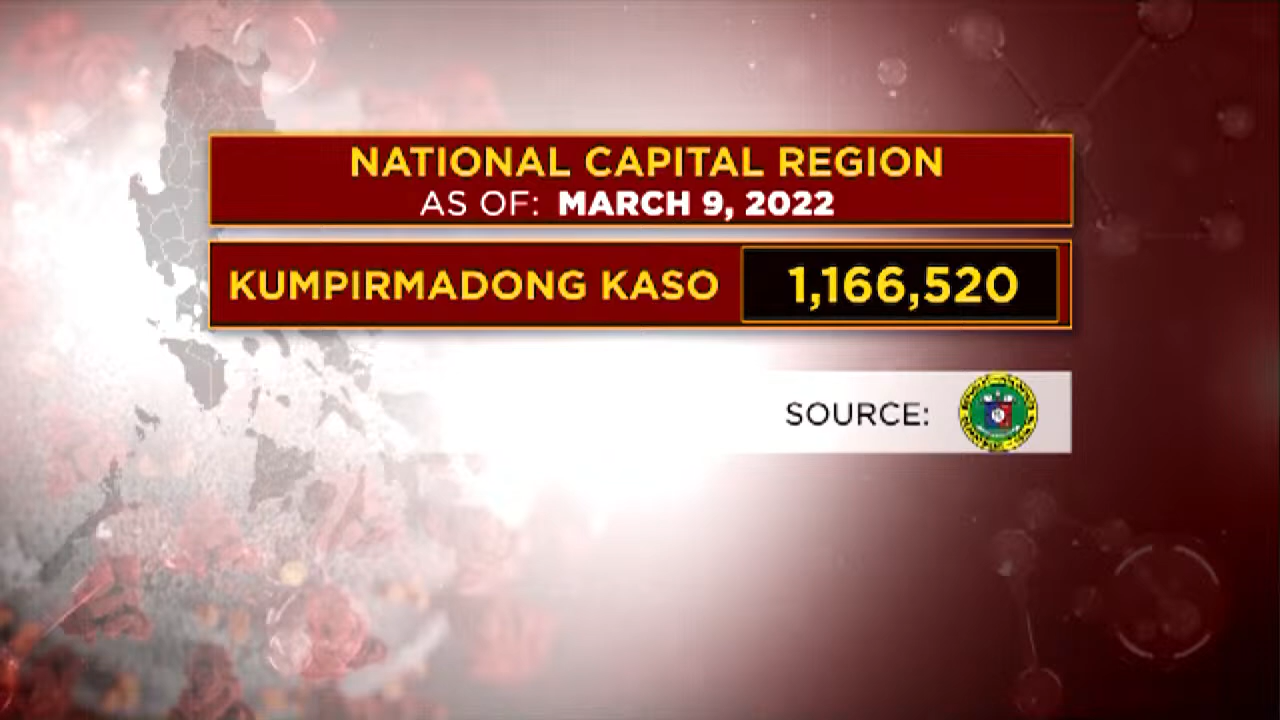 NATIONAL CAPITAL REGION
AS OF: MARCH 9, 2022
KUMPIRMADONG KASO 1,166,520
SOURCE: